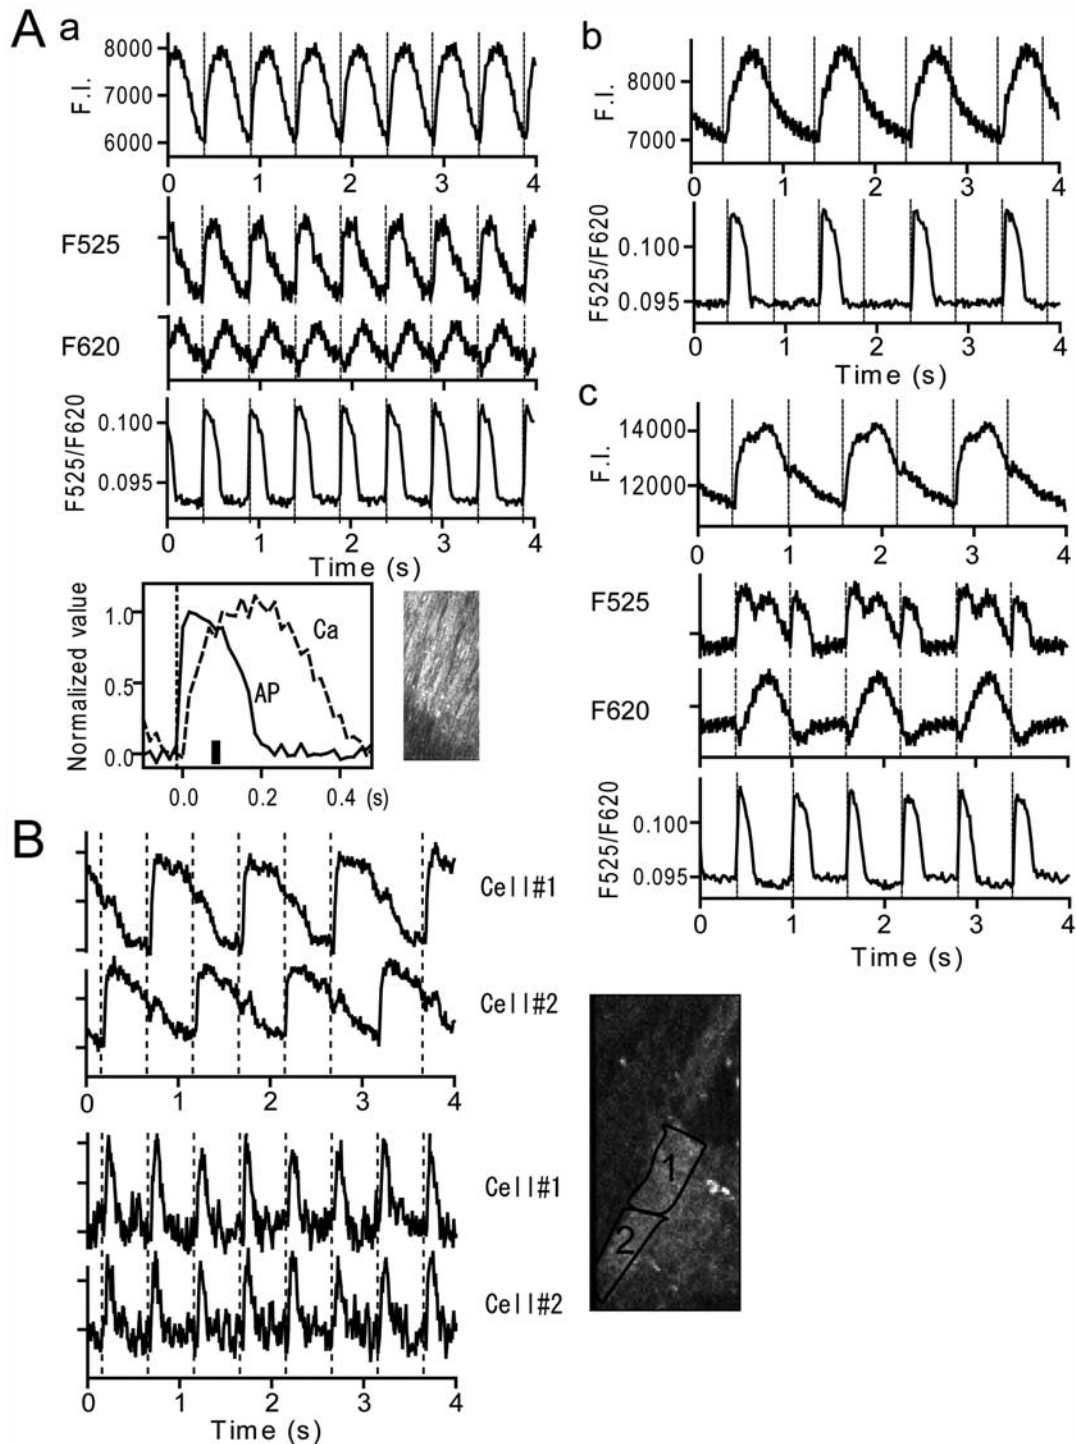 A a
8000
7000
6000
F.I.
0 1 2 3 4
F525
F620
0.100
0.095
F525/F620
0 1 2 3 4
Time (s)
1.0
0.5
0.0
Normalized value
Ca
AP
0.0 0.2 0.4 (s)
b
8000
7000
F.I.
0 1 2 3 4
0.100
0.095
F525/F620
0 1 2 3 4
Time (s)
c
14000
12000
F.I.
0 1 2 3 4
F525
F620
0.100
0.095
F525/F620
0 1 2 3 4
Time (s)
B
Cell#1
Cell#2
0 1 2 3 4
Cell#1
Cell#2
0 1 2 3 4
Time (s)
1
2